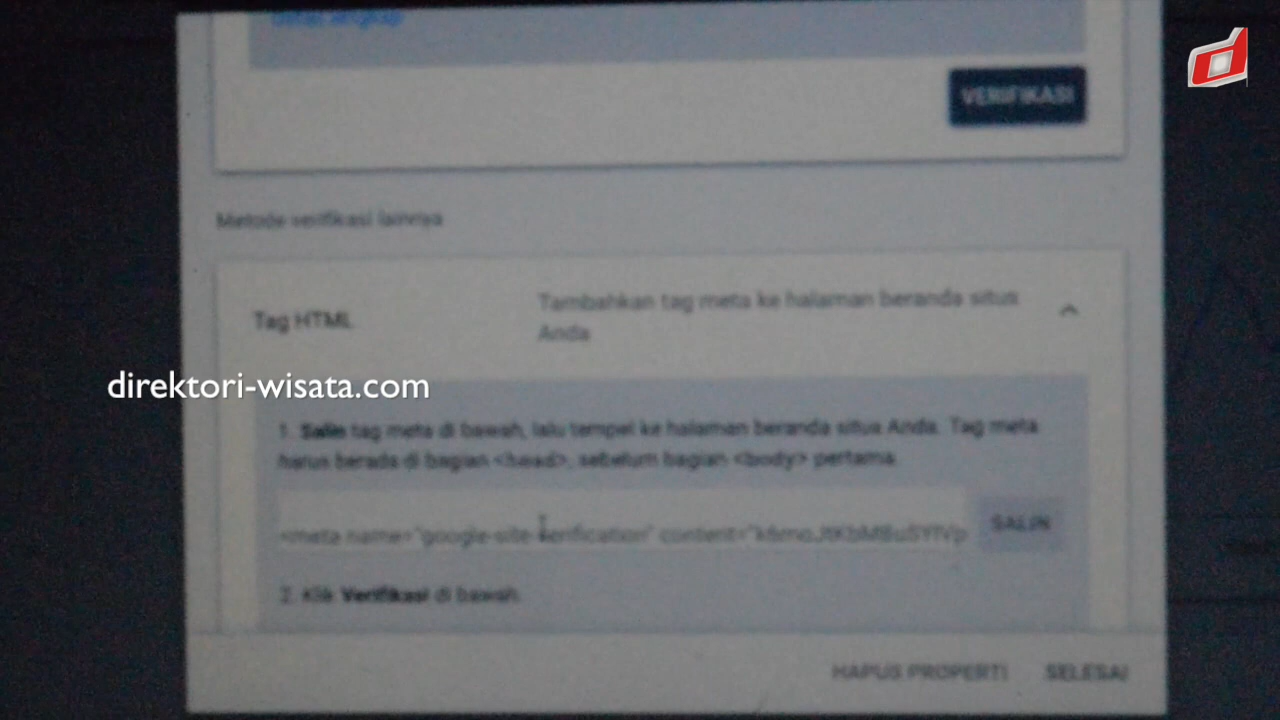 VERIFIKASI
Metode verifikasi lainnya
Tag HTML
Tambahkan tag meta ke halaman beranda situs
Anda
direktori-wisata.com
1. Salin tag meta di bawah, lalu tempel ke halaman beranda situs Anda. Tag meta
harus berada di bagian <head>, sebelum bagian <body> pertama.
<meta name="google-site-verification" content="
SALIN
2. Klik Verifikasi di bawah.
HAPUS PROPERTI
SELESAI